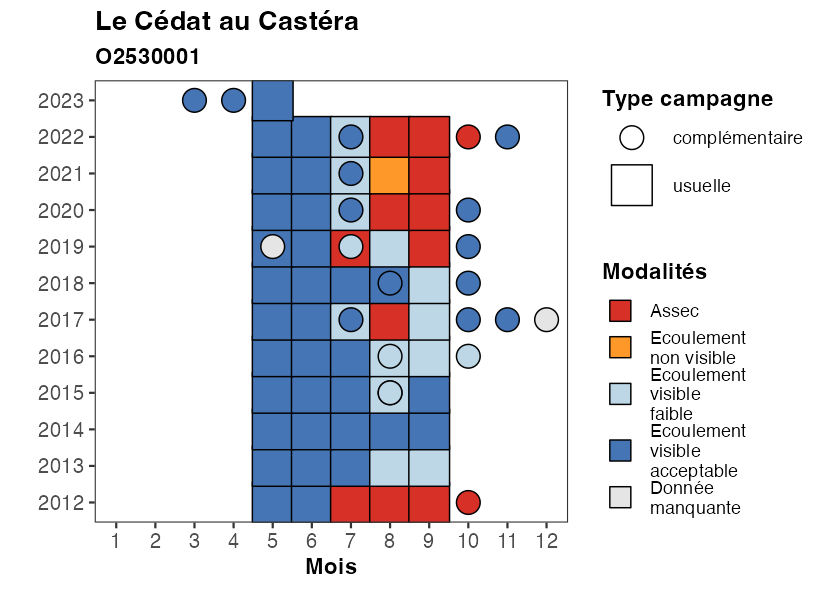 Le Cédat au Castéra
O2530001
2023
2022
2021
2020
2019
2018
2017
2016
2015
2014
2013
2012
1 2 3 4 5 6 7 8 9 10 11 12
Mois
Type campagne
complémentaire
usuelle
Modalités
Assec
Ecoulement
non visible
Ecoulement
visible
faible
Ecoulement
visible
acceptable
Donnée
manquante